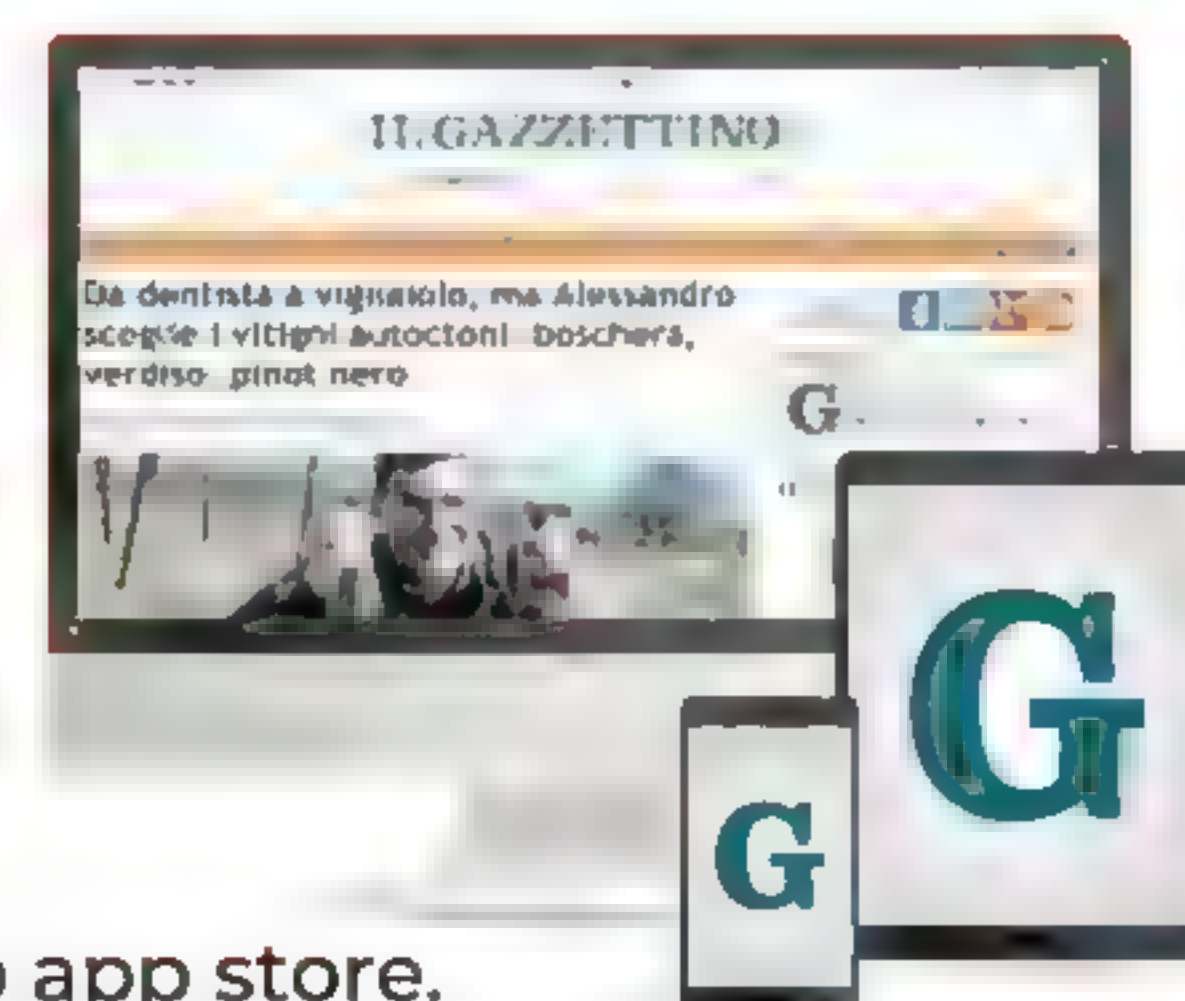 IL GAZZETTINO
Da dentista a vignaiolo, ma Alessandro
sceglie i vitigni autoctoni boschera,
verdiso pinot nero
G
G
G
app store.